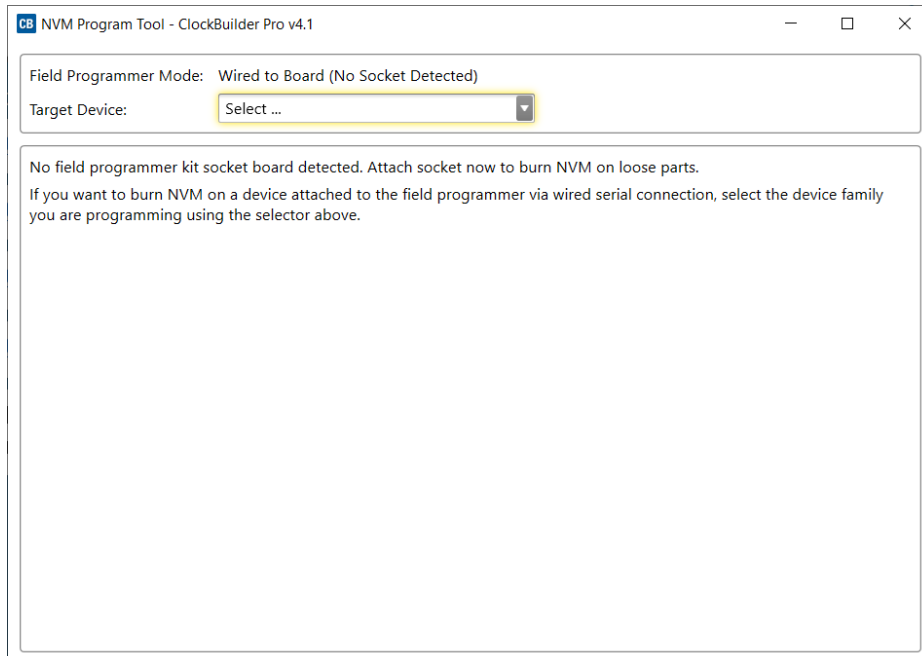 CB NVM Program Tool - ClockBuilder Pro v4.1
Field Programmer Mode: Wired to Board (No Socket Detected)
Target Device: Select ...
No field programmer kit socket board detected. Attach socket now to burn NVM on loose parts.
If you want to burn NVM on a device attached to the field programmer via wired serial connection, select the device family
you are programming using the selector above.